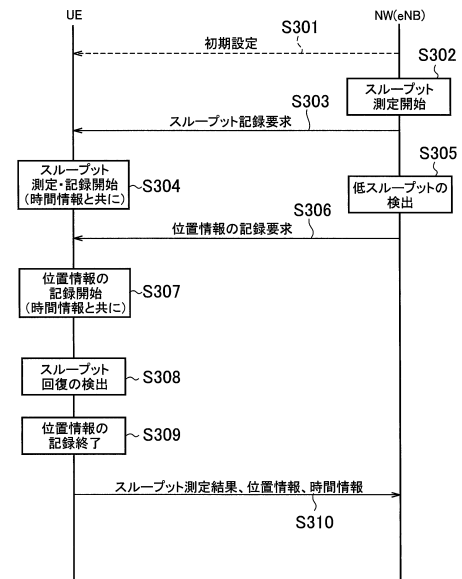 UE
NW(eNB)
S301
初期設定
S302
スループット
測定開始
S303
スループット記録要求
スループット
測定・記録開始
(時間情報と共に)
S304
S305
低スループットの
検出
S306
位置情報の記録要求
位置情報の
記録開始
(時間情報と共に)
S307
スループット
回復の検出
S308
位置情報の
記録終了
S309
スループット測定結果、位置情報、時間情報
S310